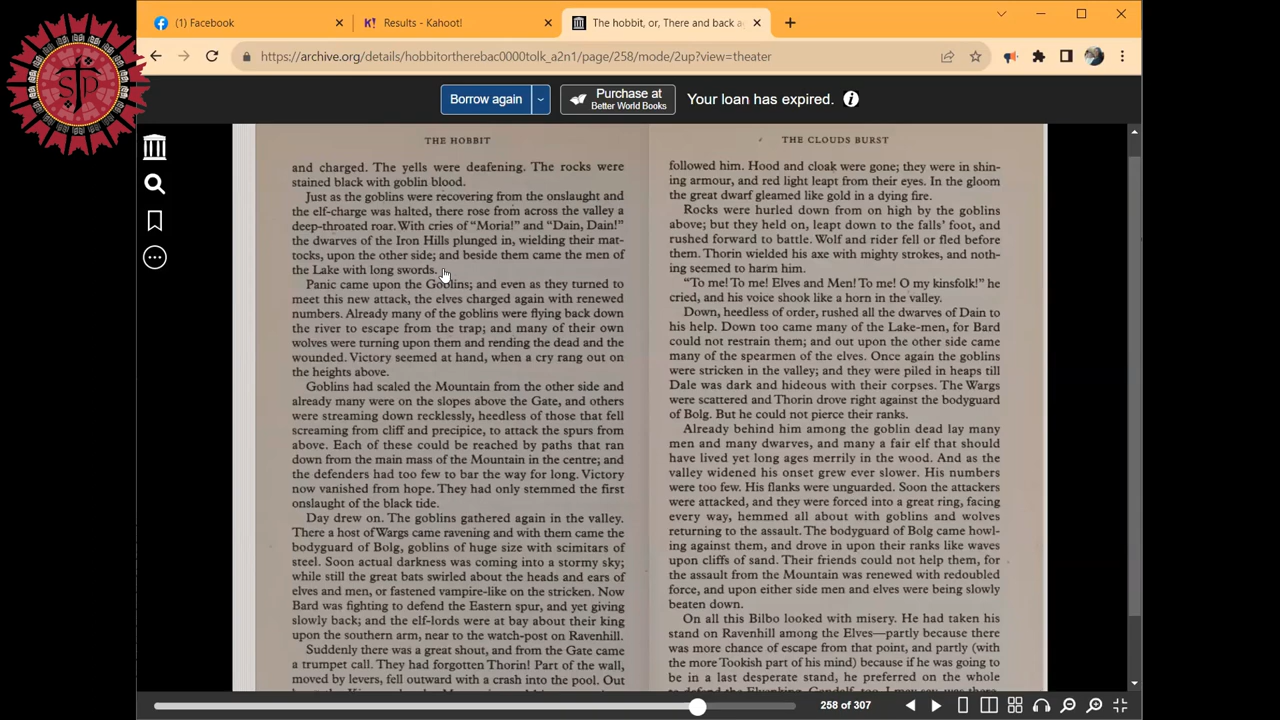 (1) Facebook
Results - Kahoot!
The hobbit, or, There and back a
https://archive.org/details/hobbitortherebac0000tolk_a2n1/page/258/mode/2up?view=theater
Borrow again
Purchase at
Better World Books
Your loan has expired.
THE HOBBIT
and charged. The yells were deafening. The rocks were
stained black with goblin blood.
Just as the goblins were recovering from the onslaught and
the elf-charge was halted, there rose from across the valley a
deep-throated roar. With cries of "Moria!" and "Dain, Dain!"
the dwarves of the Iron Hills plunged in, wielding their mat-
tocks, upon the other side; and beside them came the men of
the Lake with long swords.
Panic came upon the Goblins; and even as they turned to
meet this new attack, the elves charged again with renewed
numbers. Already many of the goblins were flying back down
the river to escape from the trap; and many of their own
wolves were turning upon them and rending the dead and the
wounded. Victory seemed at hand, when a cry rang out on
the heights above.
Goblins had scaled the Mountain from the other side and
already many were on the slopes above the Gate, and others
were streaming down recklessly, heedless of those that fell
screaming from cliff and precipice, to attack the spurs from
above. Each of these could be reached by paths that ran
down from the main mass of the Mountain in the centre; and
the defenders had too few to bar the way for long. Victory
now vanished from hope. They had only stemmed the first
onslaught of the black tide.
Day drew on. The goblins gathered again in the valley.
There a host of Wargs came ravening and with them came the
bodyguard of Bolg, goblins of huge size with scimitars of
steel. Soon actual darkness was coming into a stormy sky;
while still the great bats swirled about the heads and ears of
elves and men, or fastened vampire-like on the stricken. Now
Bard was fighting to defend the Eastern spur, and yet giving
slowly back; and the elf-lords were at bay about their king
upon the southern arm, near to the watch-post on Ravenhill.
Suddenly there was a great shout, and from the Gate came
a trumpet call. They had forgotten Thorin! Part of the wall,
moved by levers, fell outward with a crash into the pool. Out
THE CLOUDS BURST
followed him. Hood and cloak were gone; they were in shin-
ing armour, and red light leapt from their eyes. In the gloom
the great dwarf gleamed like gold in a dying fire.
Rocks were hurled down from on high by the goblins
above; but they held on, leapt down to the falls' foot, and
rushed forward to battle. Wolf and rider fell or fled before
them. Thorin wielded his axe with mighty strokes, and noth-
ing seemed to harm him.
"To me! To me! Elves and Men! To me! O my kinsfolk!" he
cried, and his voice shook like a horn in the valley.
Down, heedless of order, rushed all the dwarves of Dain to
his help. Down too came many of the Lake-men, for Bard
could not restrain them; and out upon the other side came
many of the spearmen of the elves. Once again the goblins
were stricken in the valley; and they were piled in heaps till
Dale was dark and hideous with their corpses. The Wargs
were scattered and Thorin drove right against the bodyguard
of Bolg. But he could not pierce their ranks.
Already behind him among the goblin dead lay many
men and many dwarves, and many a fair elf that should
have lived yet long ages merrily in the wood. And as the
valley widened his onset grew ever slower. His numbers
were too few. His flanks were unguarded. Soon the attackers
were attacked, and they were forced into a great ring, facing
every way, hemmed all about with goblins and wolves
returning to the assault. The bodyguard of Bolg came howl-
ing against them, and drove in upon their ranks like waves
upon cliffs of sand. Their friends could not help them, for
the assault from the Mountain was renewed with redoubled
force, and upon either side men and elves were being slowly
beaten down.
On all this Bilbo looked with misery. He had taken his
stand on Ravenhill among the Elves—partly because there
was more chance of escape from that point, and partly (with
the more Tookish part of his mind) because if he was going to
be in a last desperate stand, he preferred on the whole
258 of 307